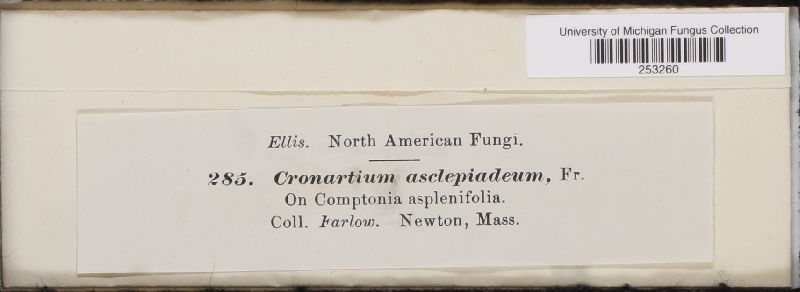 University of Michigan Fungus Collection
253260
Ellis. North American Fungi.
285. Cronartium asclepiadeum, Fr.
On Comptonia asplenifolia.
Coll. Farlow. Newton, Mass.